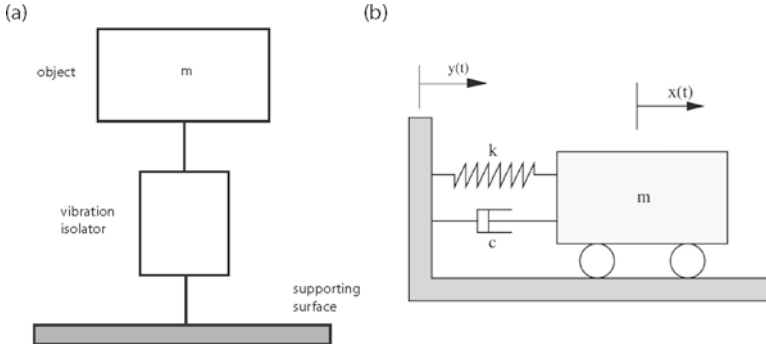 (a)
object
m
vibration
isolator
supporting
surface
(b)
y(t)
x(t)
k
m
c